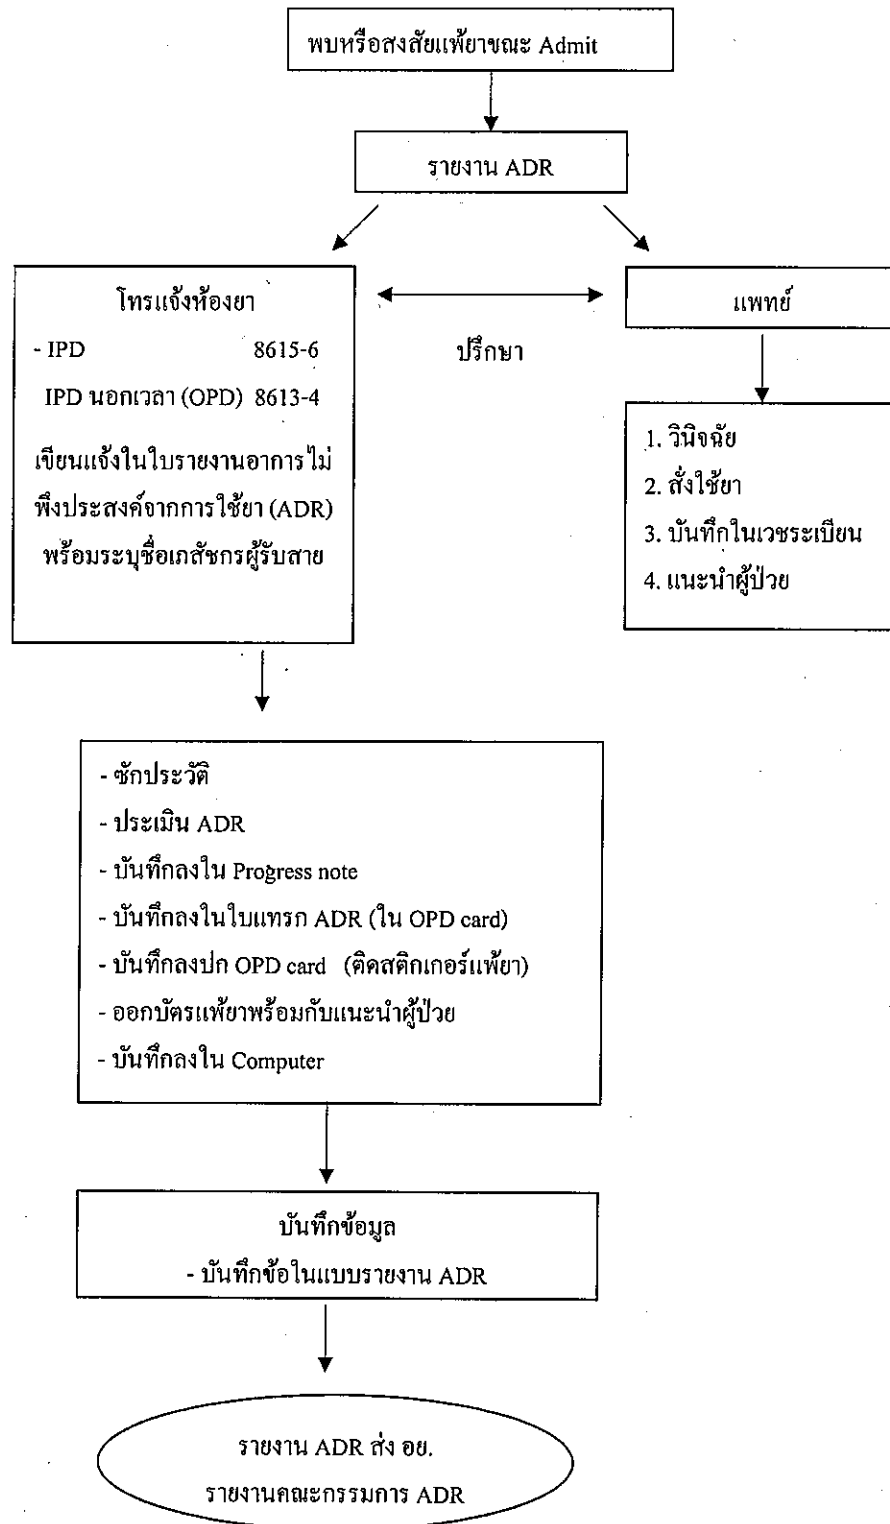 พบหรือสงสัยแพ้ยาขณะ Admit
รายงาน ADR
โทรแจ้งห้องยา
- IPD 8615-6
IPD นอกเวลา (OPD) 8613-4
เขียนแจ้งในใบรายงานอาการไม่
พึงประสงค์จากการใช้ยา (ADR)
พร้อมระบุชื่อเภสัชกรผู้รับสาย
ปรึกษา
แพทย์
1. วินิจฉัย
2. สั่งใช้ยา
3. บันทึกในเวชระเบียน
4. แนะนำผู้ป่วย
- ซักประวัติ
- ประเมิน ADR
- บันทึกลงใน Progress note
- บันทึกลงในใบแทรก ADR (ใน OPD card)
- บันทึกลงปก OPD card (ติดสติกเกอร์แพ้ยา)
- ออกบัตรแพ้ยาพร้อมกับแนะนำผู้ป่วย
- บันทึกลงใน Computer
บันทึกข้อมูล
- บันทึกข้อในแบบรายงาน ADR
รายงาน ADR ส่ง อย.
รายงานคณะกรรมการ ADR